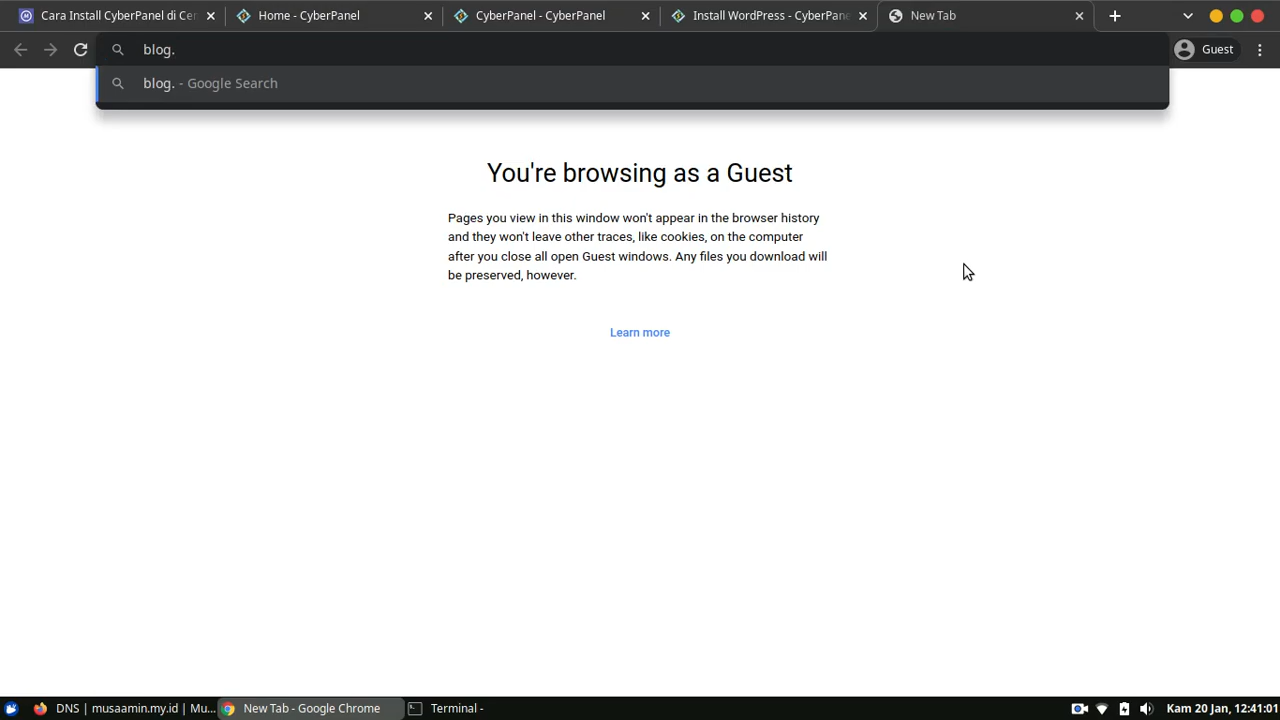 Cara Install CyberPanel di Cen
Home - CyberPanel
CyberPanel - CyberPanel
Install WordPress - CyberPane
New Tab
blog.
Guest
blog. - Google Search
You're browsing as a Guest
Pages you view in this window won't appear in the browser history
and they won't leave other traces, like cookies, on the computer
after you close all open Guest windows. Any files you download will
be preserved, however.
Learn more
DNS | musaamin.my.id | Mu...
New Tab - Google Chrome
Terminal -
Kam 20 Jan, 12:41:01